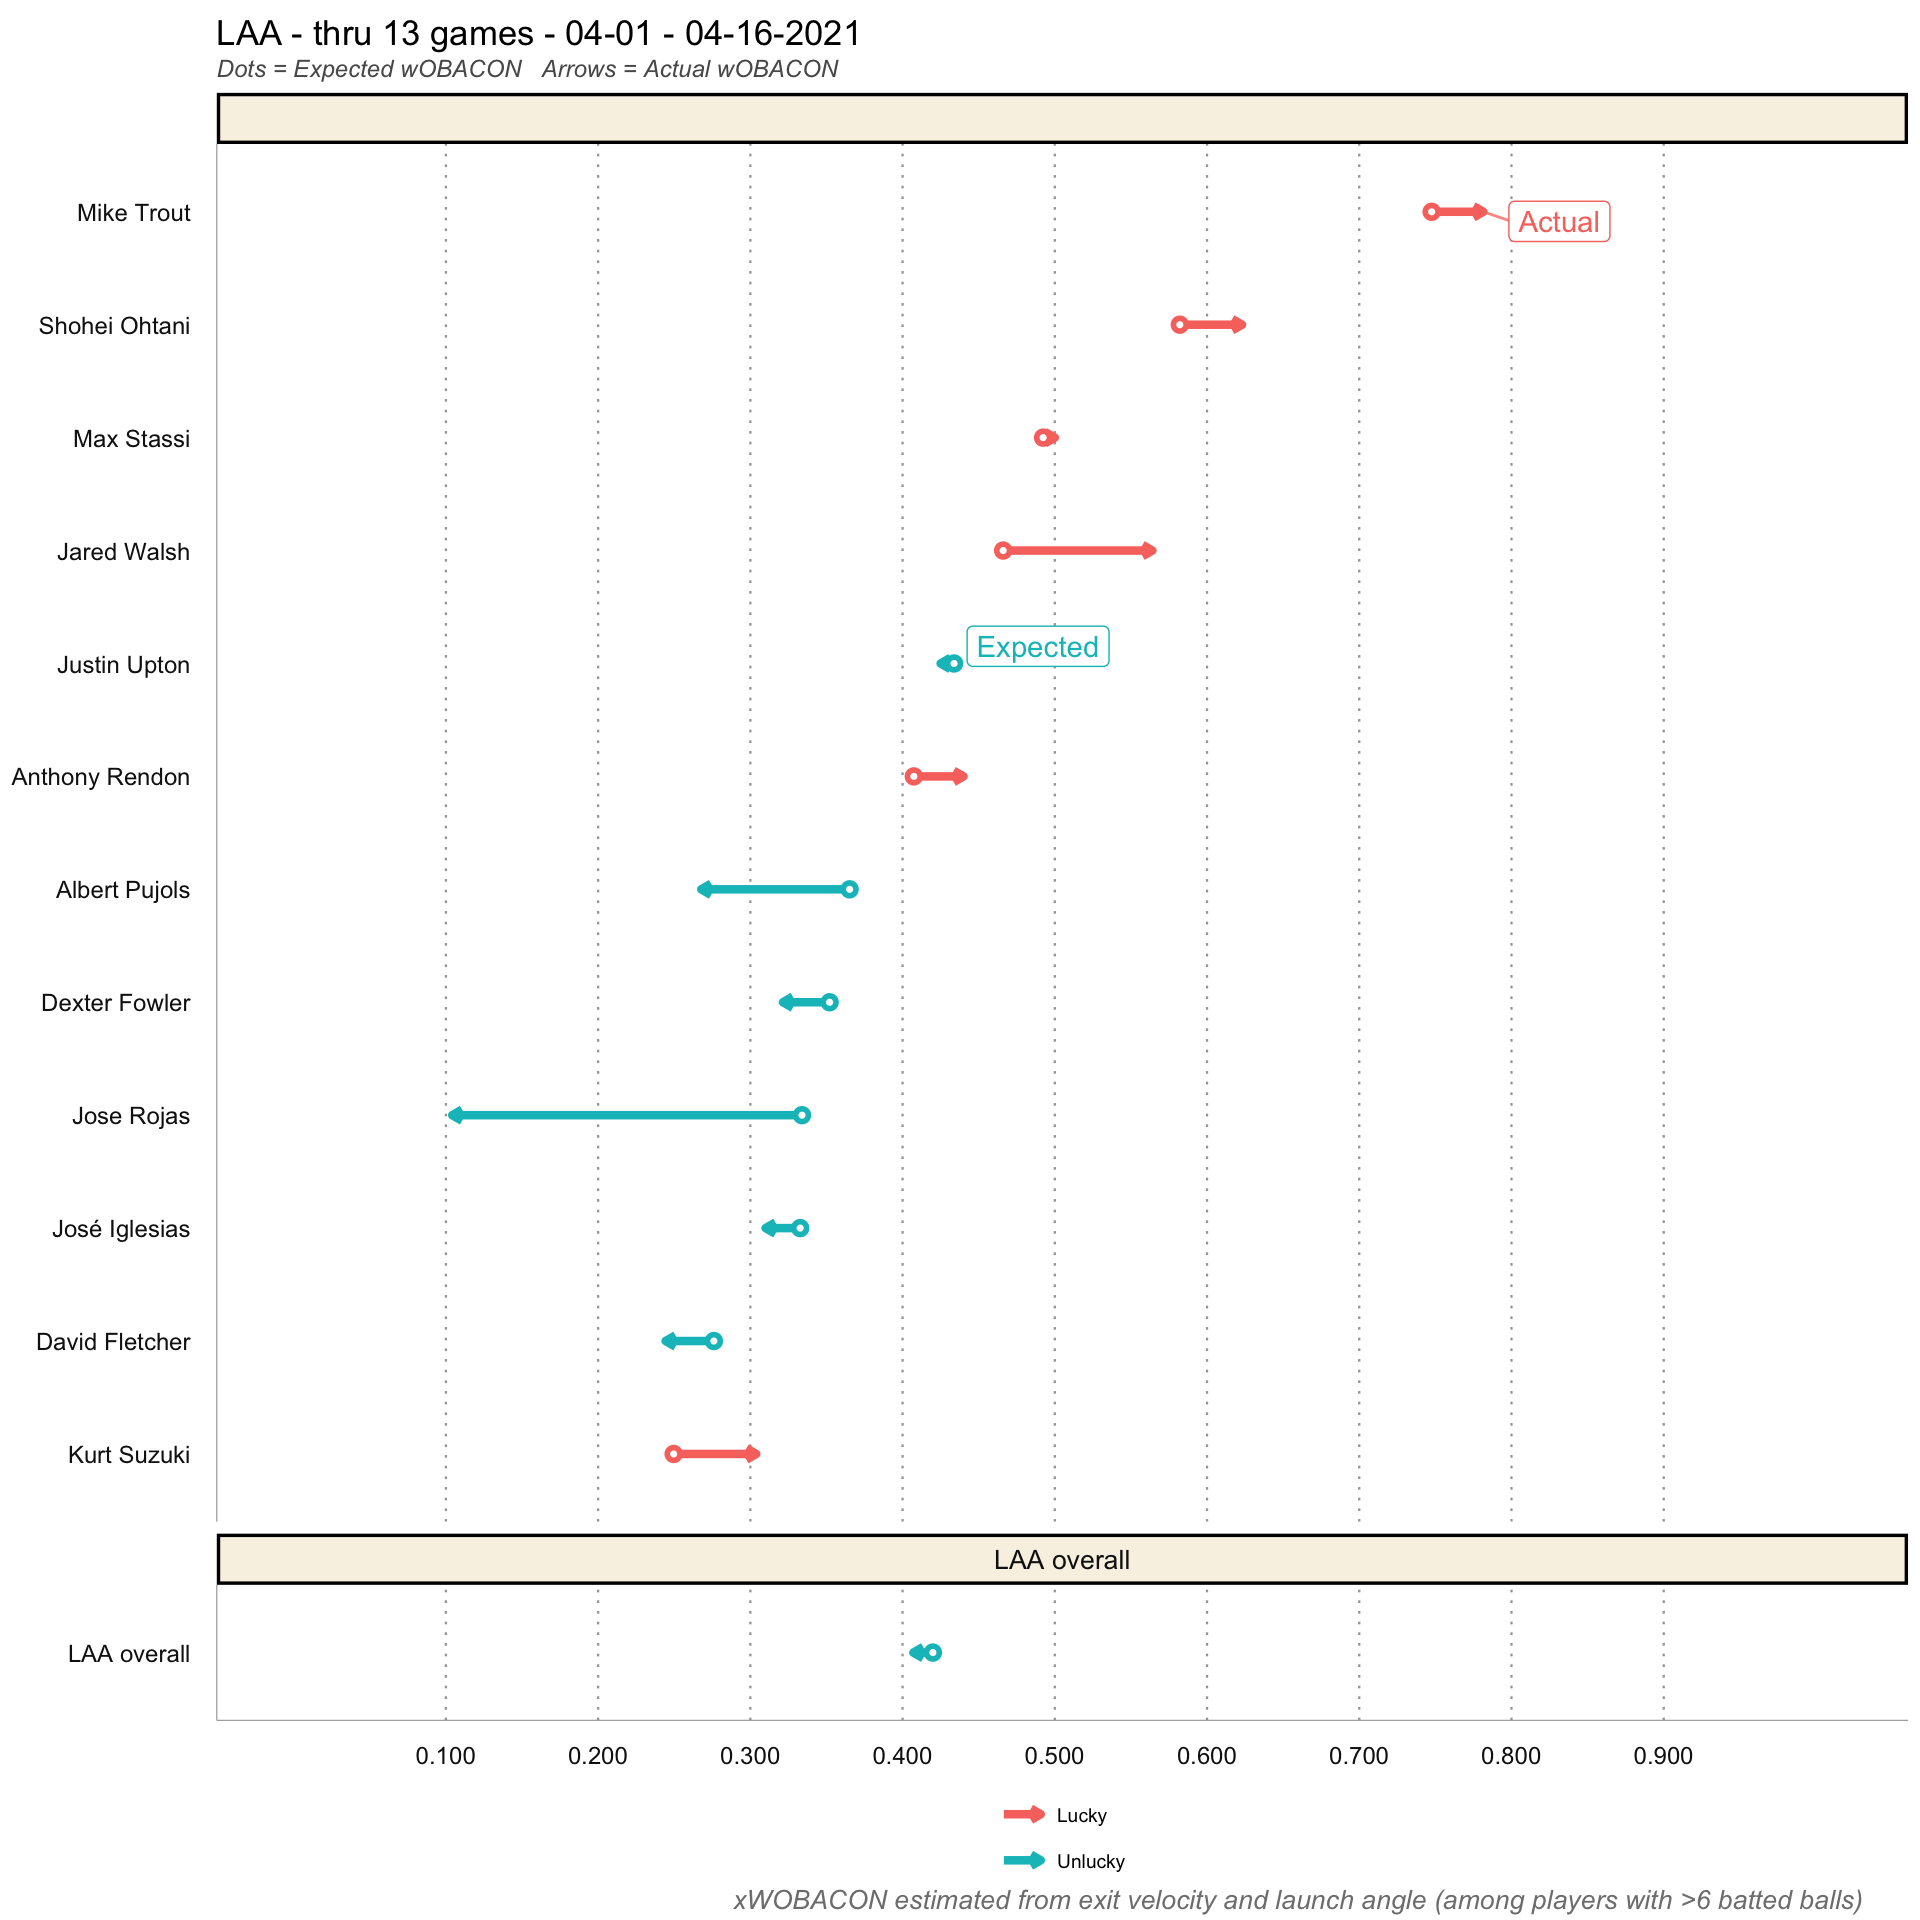 LAA - thru 13 games - 04-01 - 04-16-2021
Dots = Expected wOBACON   Arrows = Actual wOBACON
Mike Trout
Actual
Shohei Ohtani
Max Stassi
Jared Walsh
Expected
Justin Upton
Anthony Rendon
Albert Pujols
Dexter Fowler
Jose Rojas
José Iglesias
David Fletcher
Kurt Suzuki
LAA overall
LAA overall
0.100 0.200 0.300 0.400 0.500 0.600 0.700 0.800 0.900
Lucky
Unlucky
xWOBACON estimated from exit velocity and launch angle (among players with >6 batted balls)